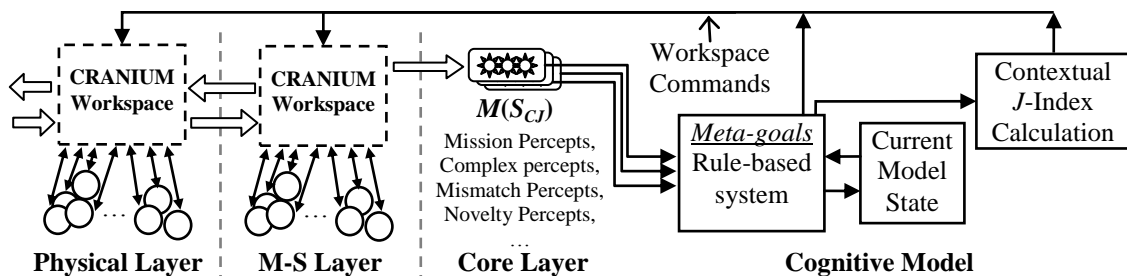 CRANIUM
Workspace
CRANIUM
Workspace
M(S_CJ)
Mission Percepts,
Complex percepts,
Mismatch Percepts,
Novelty Percepts,
…
Workspace
Commands
Meta-goals
Rule-based
system
Current
Model
State
Contextual
J-Index
Calculation
…
…
Physical Layer
M-S Layer
Core Layer
Cognitive Model